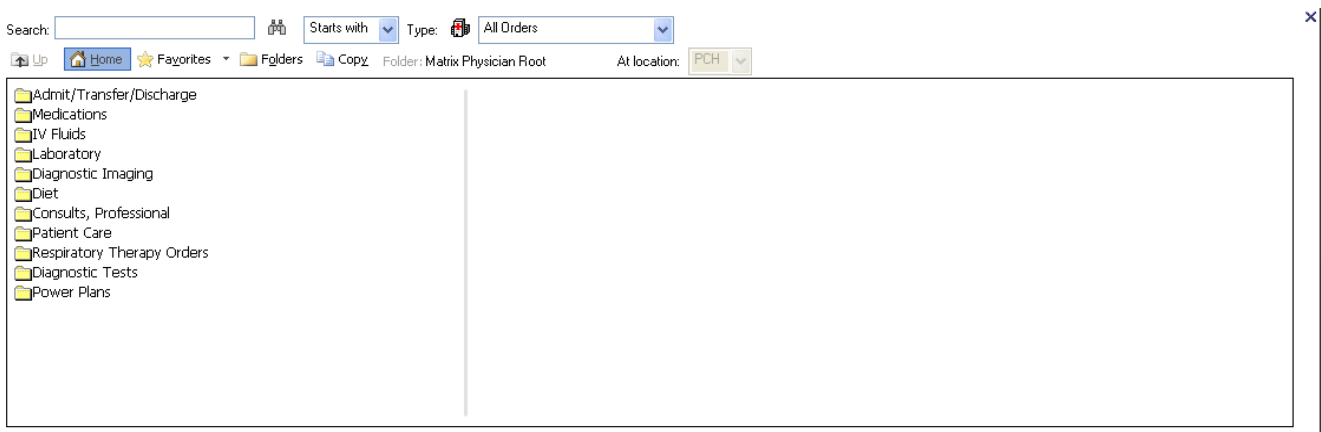 Search: Starts with Type: All Orders
Up Home Favorites Folders Copy Folder: Matrix Physician Root At location: PCH
Admit/Transfer/Discharge
Medications
IV Fluids
Laboratory
Diagnostic Imaging
Diet
Consults, Professional
Patient Care
Respiratory Therapy Orders
Diagnostic Tests
Power Plans